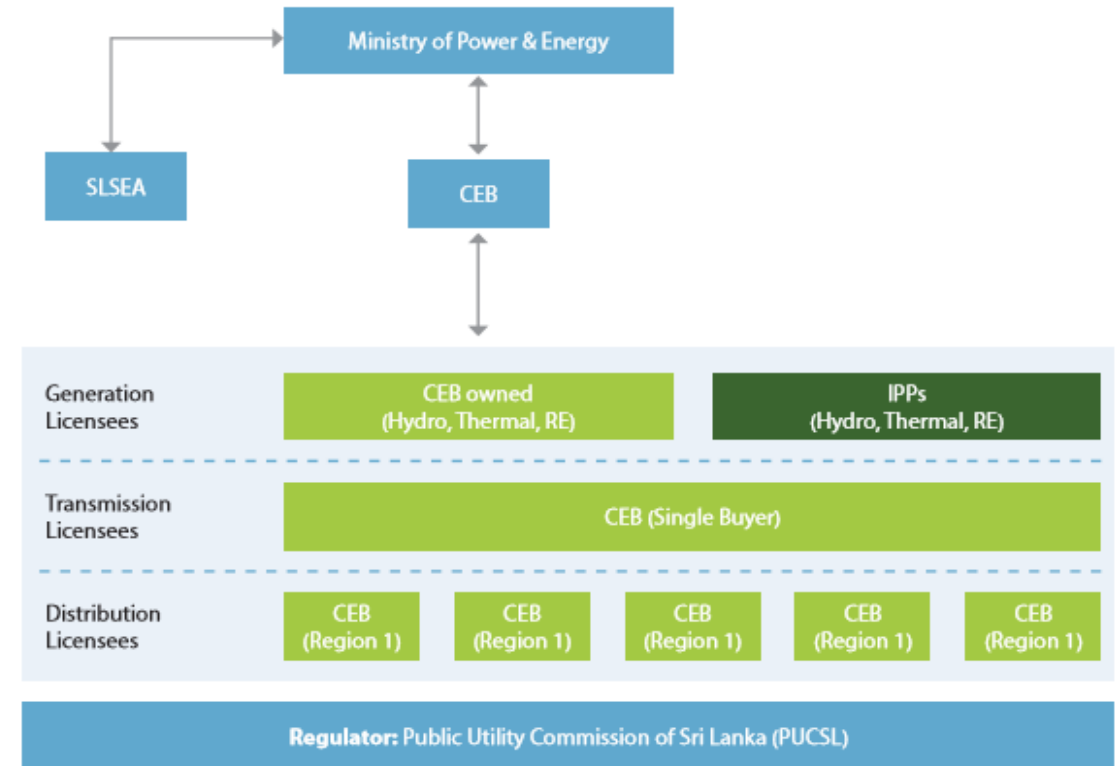 Ministry of Power & Energy
SLSEA
CEB
Generation
Licensees
CEB owned
(Hydro, Thermal, RE)
IPPs
(Hydro, Thermal, RE)
Transmission
Licensees
CEB (Single Buyer)
Distribution
Licensees
CEB
(Region 1)
CEB
(Region 1)
CEB
(Region 1)
CEB
(Region 1)
CEB
(Region 1)
Regulator: Public Utility Commission of Sri Lanka (PUCSL)